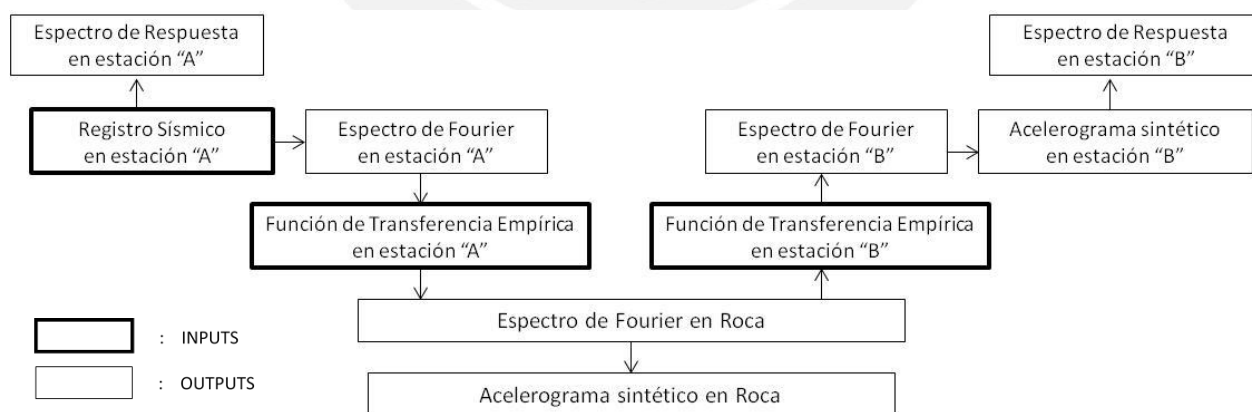 Espectro de Respuesta
en estación “A”
Espectro de Respuesta
en estación “B”
Registro Sísmico
en estación “A”
Espectro de Fourier
en estación “A”
Espectro de Fourier
en estación “B”
Acelerograma sintético
en estación “B”
Función de Transferencia Empírica
en estación “A”
Función de Transferencia Empírica
en estación “B”
Espectro de Fourier en Roca
Acelerograma sintético en Roca
: INPUTS
: OUTPUTS